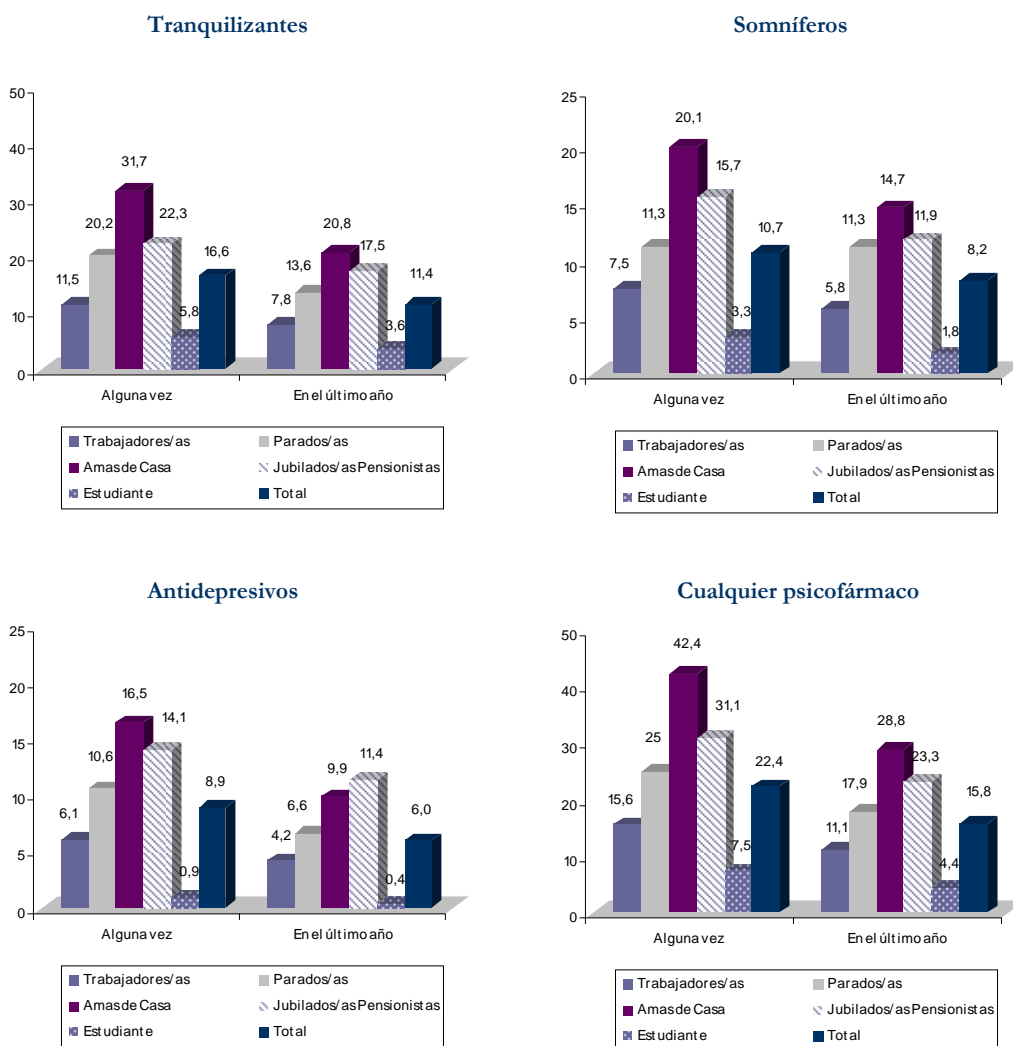 Tranquilizantes
50
40
30
20
10
0
11,5
20,2
31,7
22,3
5,8
16,6
7,8
13,6
20,8
17,5
3,6
11,4
Alguna vez
En el último año
Trabajadores/as
Parados/as
Amas de Casa
Jubilados/as Pensionistas
Estudiante
Total
Somníferos
25
20
15
10
5
0
7,5
11,3
20,1
15,7
3,3
10,7
5,8
11,3
14,7
11,9
1,8
8,2
Alguna vez
En el último año
Trabajadores/as
Parados/as
Amas de Casa
Jubilados/as Pensionistas
Estudiante
Total
Antidepresivos
25
20
15
10
5
0
6,1
10,6
16,5
14,1
0,9
8,9
4,2
6,6
9,9
11,4
0,4
6,0
Alguna vez
En el último año
Trabajadores/as
Parados/as
Amas de Casa
Jubilados/as Pensionistas
Estudiante
Total
Cualquier psicofármaco
50
40
30
20
10
0
15,6
25
42,4
31,1
7,5
22,4
11,1
17,9
28,8
23,3
4,4
15,8
Alguna vez
En el último año
Trabajadores/as
Parados/as
Amas de Casa
Jubilados/as Pensionistas
Estudiante
Total